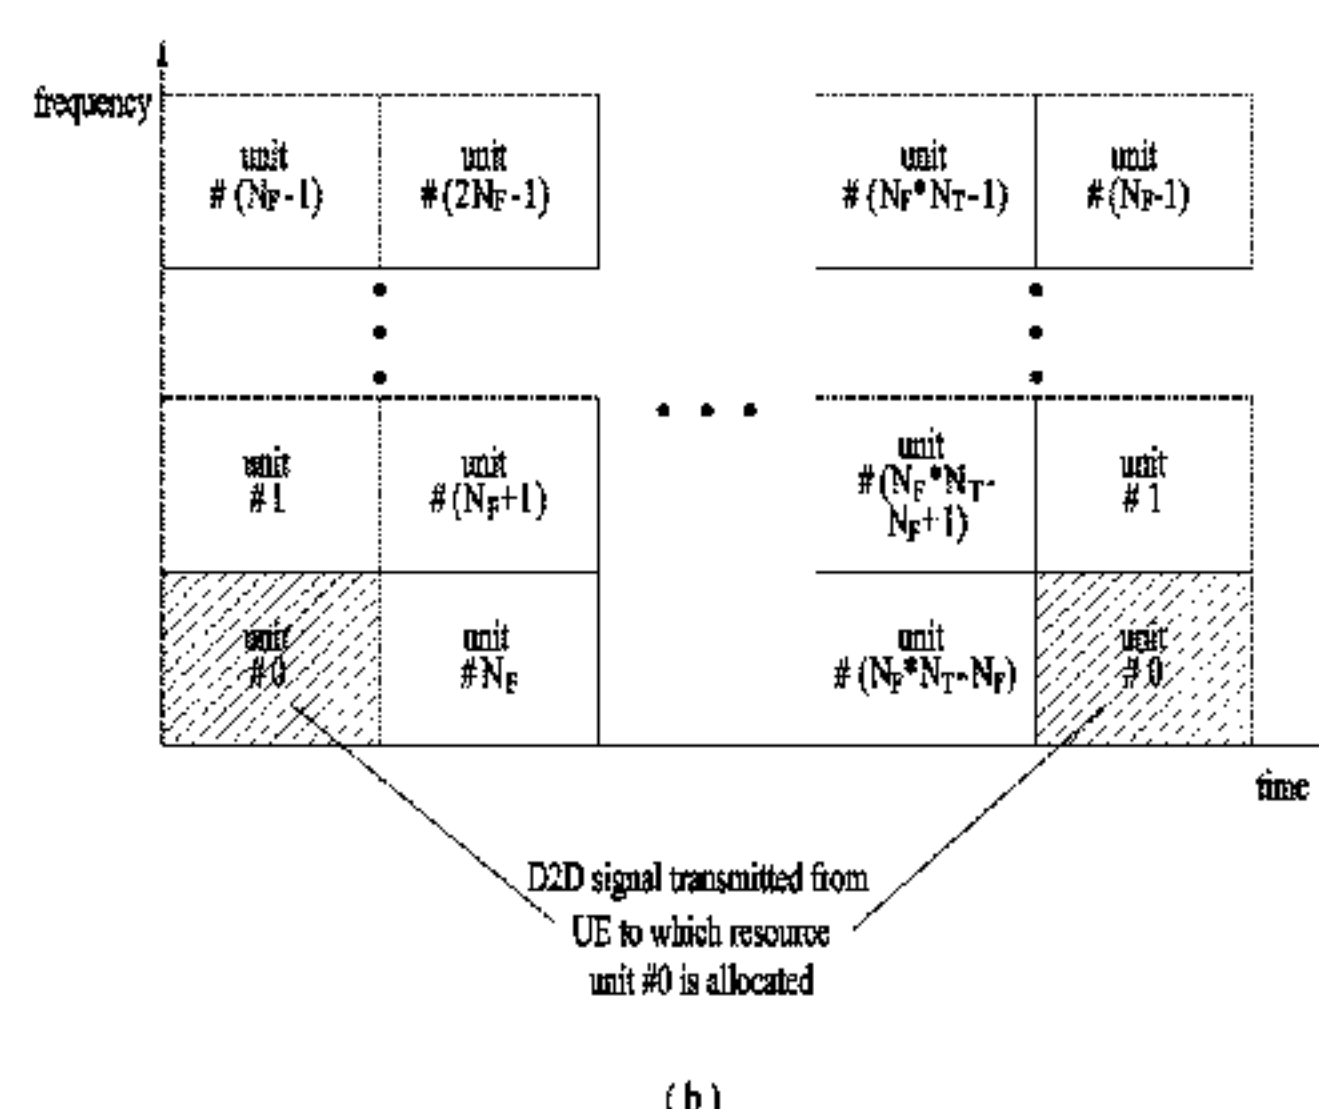 frequency
unit
#(NF-1)
unit
#(2NF-1)
unit
#(NF*NT-1)
unit
#(NF-1)
unit
#1
unit
#(NF+1)
unit
#(NF*NT-
NF+1)
unit
#1
unit
#0
unit
#NF
unit
#(NF*NT-NF)
unit
#0
time
D2D signal transmitted from
UE to which resource
unit #0 is allocated
(b)